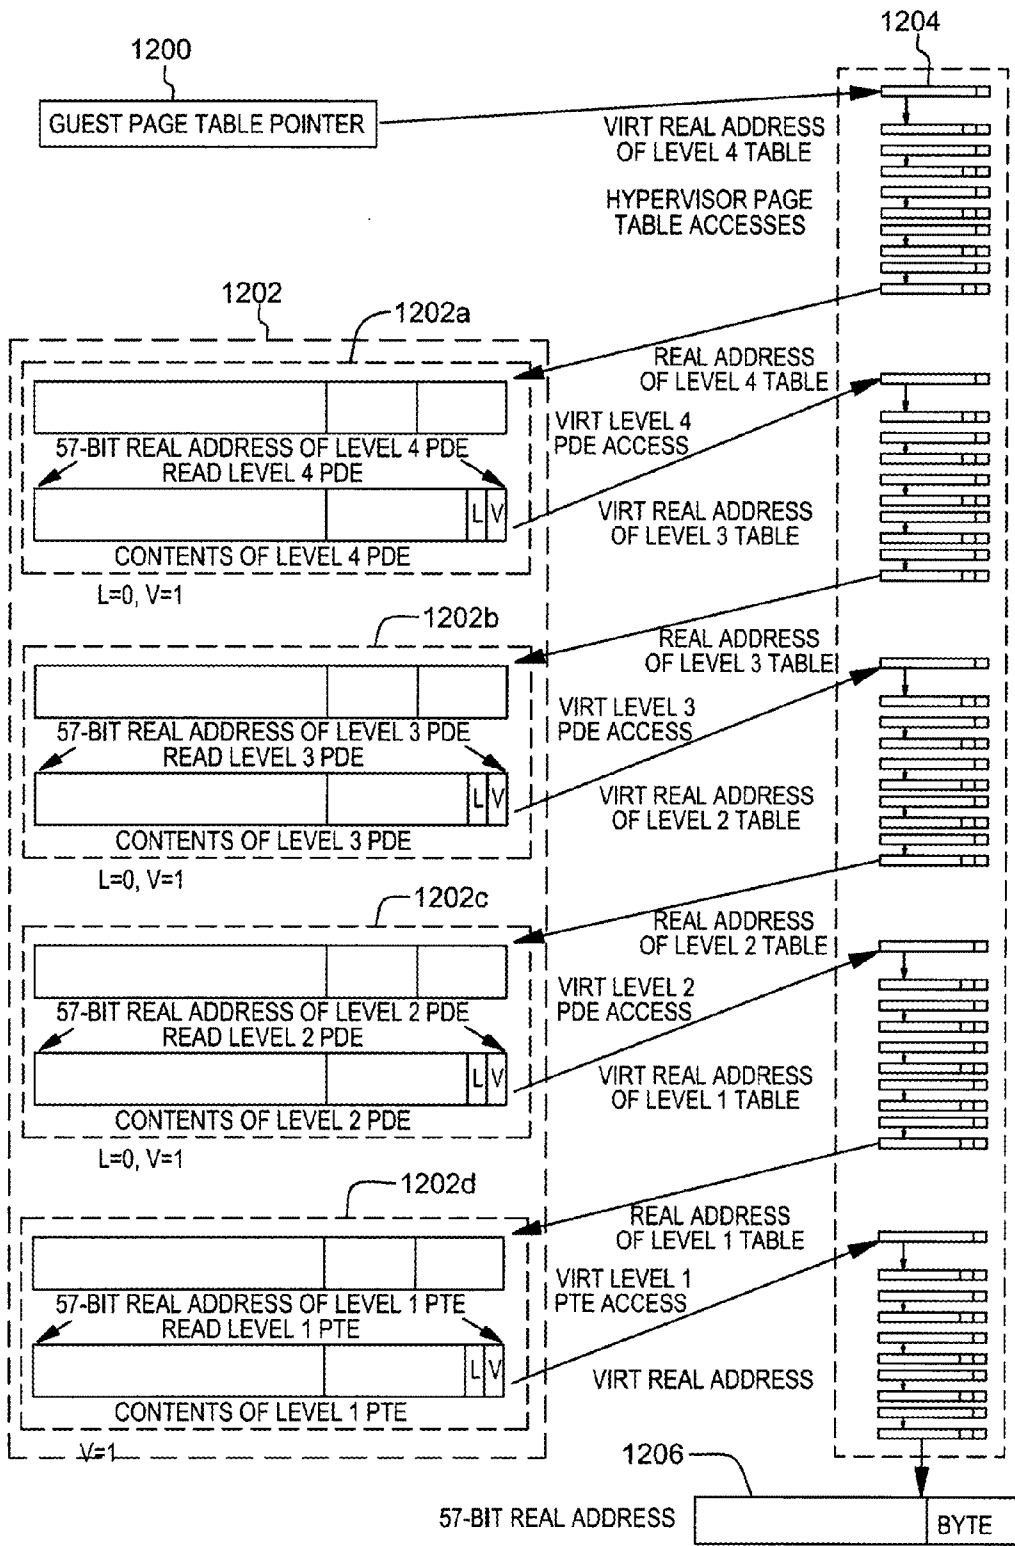 1200
1204
GUEST PAGE TABLE POINTER
VIRT REAL ADDRESS
OF LEVEL 4 TABLE
HYPERVISOR PAGE
TABLE ACCESSES
1202
1202a
REAL ADDRESS
OF LEVEL 4 TABLE
57-BIT REAL ADDRESS OF LEVEL 4 PDE
READ LEVEL 4 PDE
VIRT LEVEL 4
PDE ACCESS
L V
VIRT REAL ADDRESS
OF LEVEL 3 TABLE
CONTENTS OF LEVEL 4 PDE
L=0, V=1
1202b
REAL ADDRESS
OF LEVEL 3 TABLE
57-BIT REAL ADDRESS OF LEVEL 3 PDE
READ LEVEL 3 PDE
VIRT LEVEL 3
PDE ACCESS
L V
VIRT REAL ADDRESS
OF LEVEL 2 TABLE
CONTENTS OF LEVEL 3 PDE
L=0, V=1
1202c
REAL ADDRESS
OF LEVEL 2 TABLE
57-BIT REAL ADDRESS OF LEVEL 2 PDE
READ LEVEL 2 PDE
VIRT LEVEL 2
PDE ACCESS
L V
VIRT REAL ADDRESS
OF LEVEL 1 TABLE
CONTENTS OF LEVEL 2 PDE
L=0, V=1
1202d
REAL ADDRESS
OF LEVEL 1 TABLE
57-BIT REAL ADDRESS OF LEVEL 1 PTE
READ LEVEL 1 PTE
VIRT LEVEL 1
PTE ACCESS
L V
VIRT REAL ADDRESS
CONTENTS OF LEVEL 1 PTE
V=1
1206
57-BIT REAL ADDRESS
BYTE